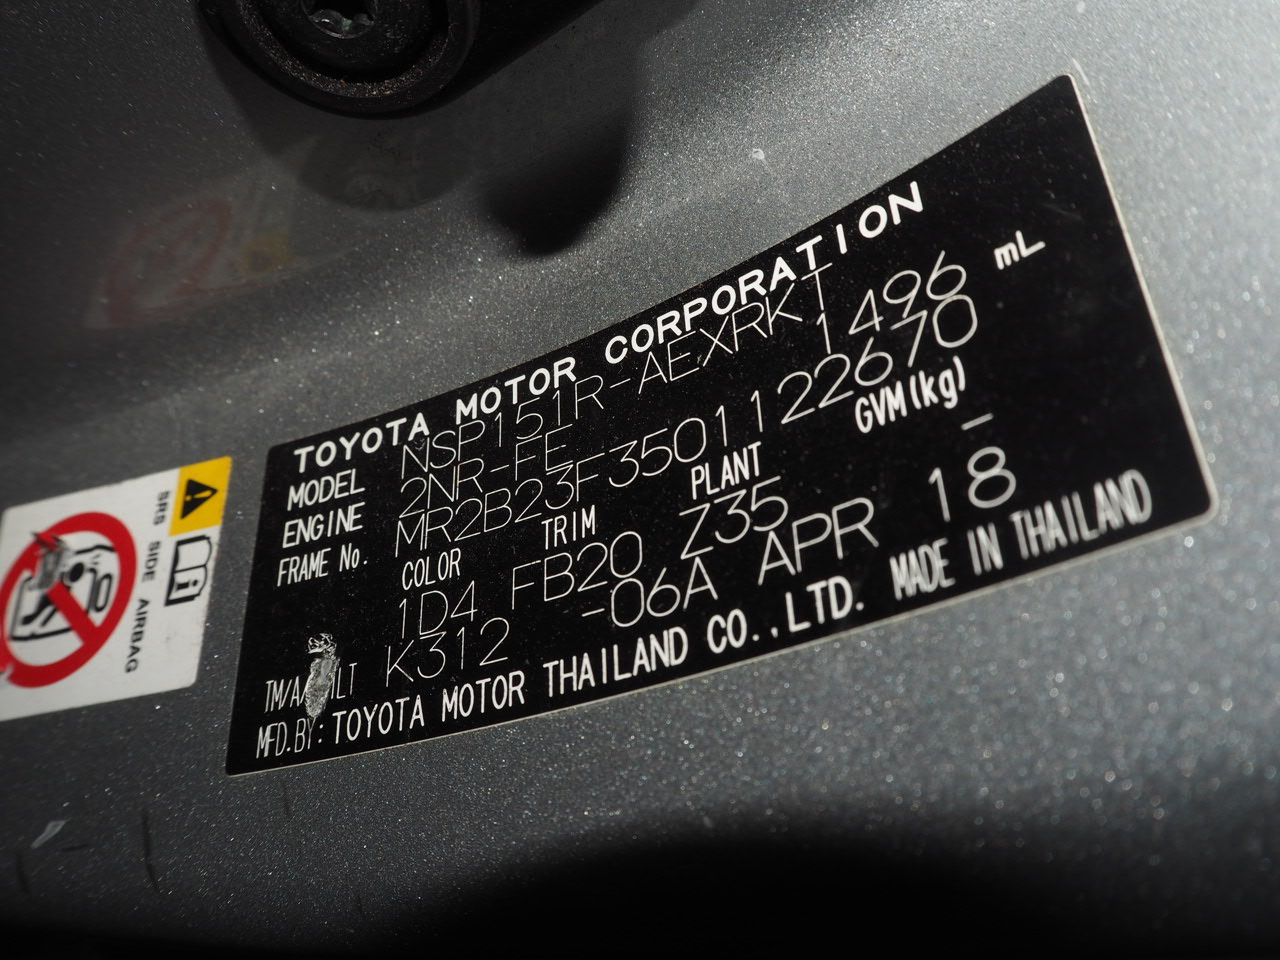 TOYOTA MOTOR CORPORATION
MODEL NSP151R-AEXRKT
ENGINE 2NR-FE 1496 mL
FRAME No. MR2B23F3501122670
COLOR TRIM PLANT GVM(kg)
1D4 FB20 Z35 –
TM/A/ K312 -06A APR 18
MFD.BY: TOYOTA MOTOR THAILAND CO.,LTD. MADE IN THAILAND
SRS SIDE AIRBAG